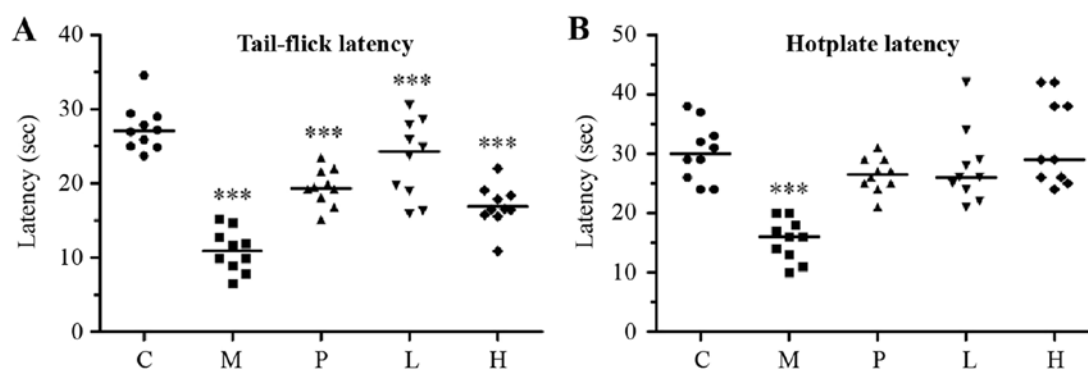 A
Tail-flick latency
Latency (sec)
40
30
20
10
0
***
***
***
***
C M P L H
B
Hotplate latency
Latency (sec)
50
40
30
20
10
0
***
C M P L H